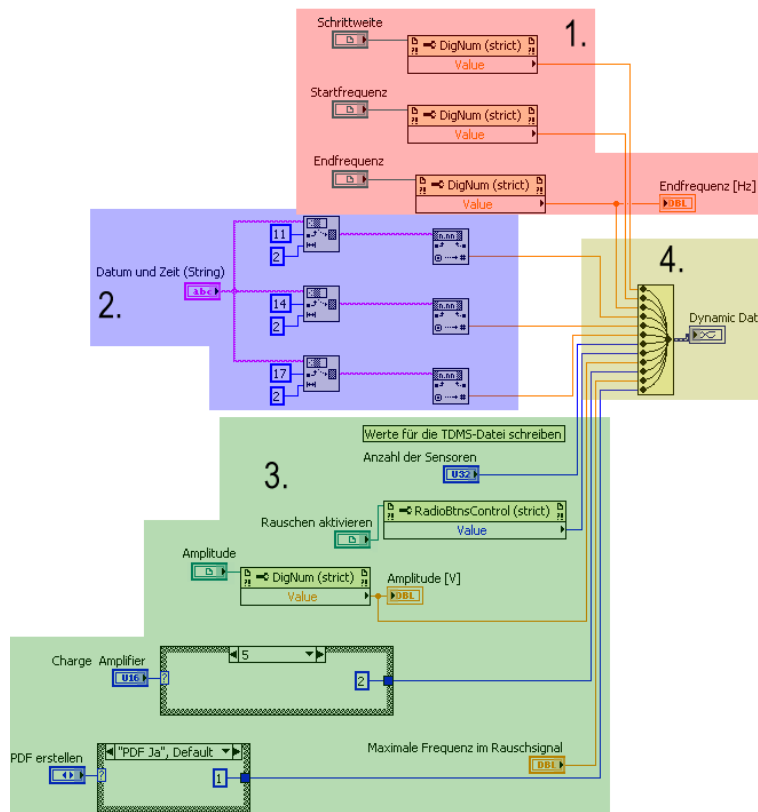 Schrittweite
1.
DigNum (strict)
Value
Startfrequenz
DigNum (strict)
Value
Endfrequenz
DigNum (strict)
Value
Endfrequenz [Hz]
DBL
11
2
n.nn
Datum und Zeit (String)
abc
2.
14
2
n.nn
17
2
n.nn
4.
Dynamic Dat
Werte für die TDMS-Datei schreiben
Anzahl der Sensoren
U32
3.
Rauschen aktivieren
RadioBtnsControl (strict)
Value
Amplitude
DigNum (strict)
Value
Amplitude [V]
DBL
Charge Amplifier
U16
?
5
2
PDF erstellen
?
"PDF Ja", Default
1
Maximale Frequenz im Rauschsignal
DBL